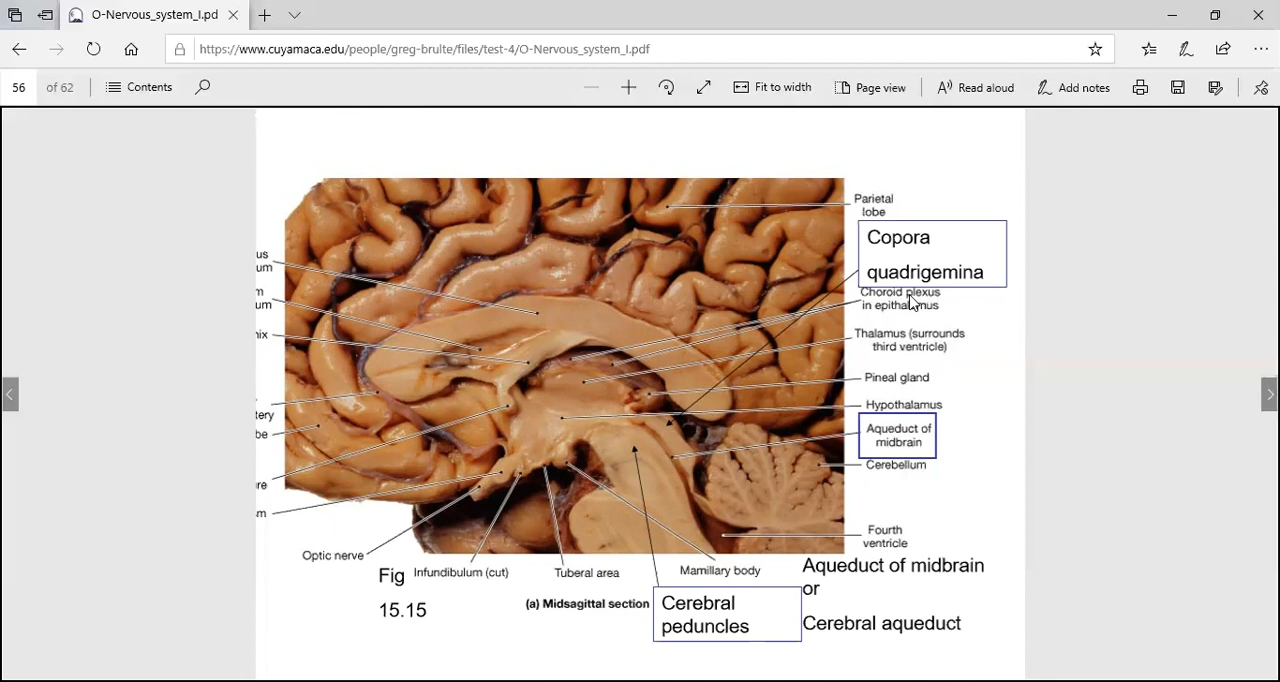 O-Nervous_system_I.pd
https://www.cuyamaca.edu/people/greg-brulte/files/test-4/O-Nervous_system_I.pdf
56 of 62
Contents
Fit to width
Page view
Read aloud
Add notes
Parietal
lobe
Copora
quadrigemina
Choroid plexus
in epithalamus
Thalamus (surrounds
third ventricle)
Pineal gland
Hypothalamus
Aqueduct of
midbrain
Cerebellum
Fourth
ventricle
us
um
m
um
ix
tery
be
re
m
Optic nerve
Infundibulum (cut)
Tuberal area
Mamillary body
Fig
15.15
(a) Midsagittal section
Cerebral
peduncles
Aqueduct of midbrain
or
Cerebral aqueduct